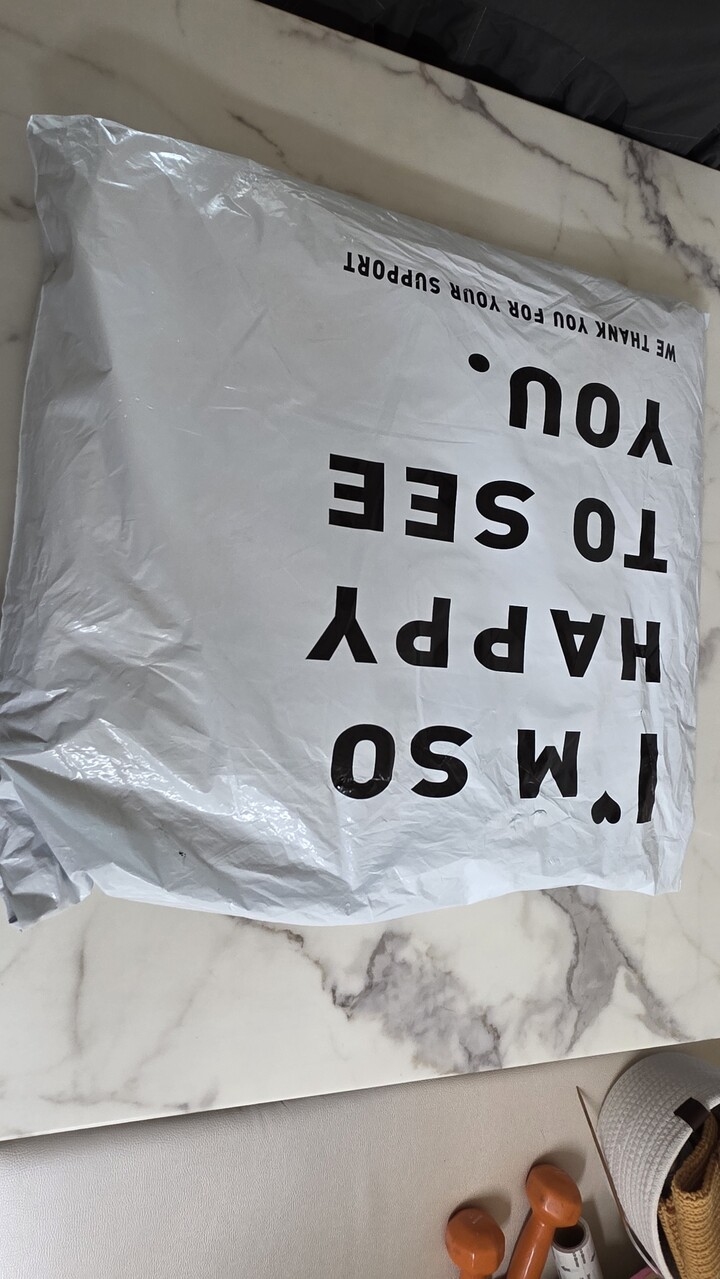 I'M SO
HAPPY
TO SEE
YOU.
WE THANK YOU FOR YOUR SUPPORT